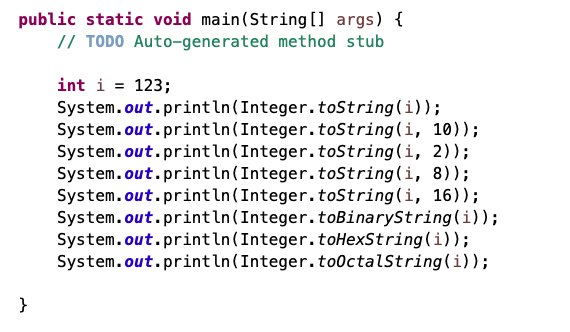 public static void main(String[] args) {
    // TODO Auto-generated method stub

    int i = 123;
    System.out.println(Integer.toString(i));
    System.out.println(Integer.toString(i, 10));
    System.out.println(Integer.toString(i, 2));
    System.out.println(Integer.toString(i, 8));
    System.out.println(Integer.toString(i, 16));
    System.out.println(Integer.toBinaryString(i));
    System.out.println(Integer.toHexString(i));
    System.out.println(Integer.toOctalString(i));

}